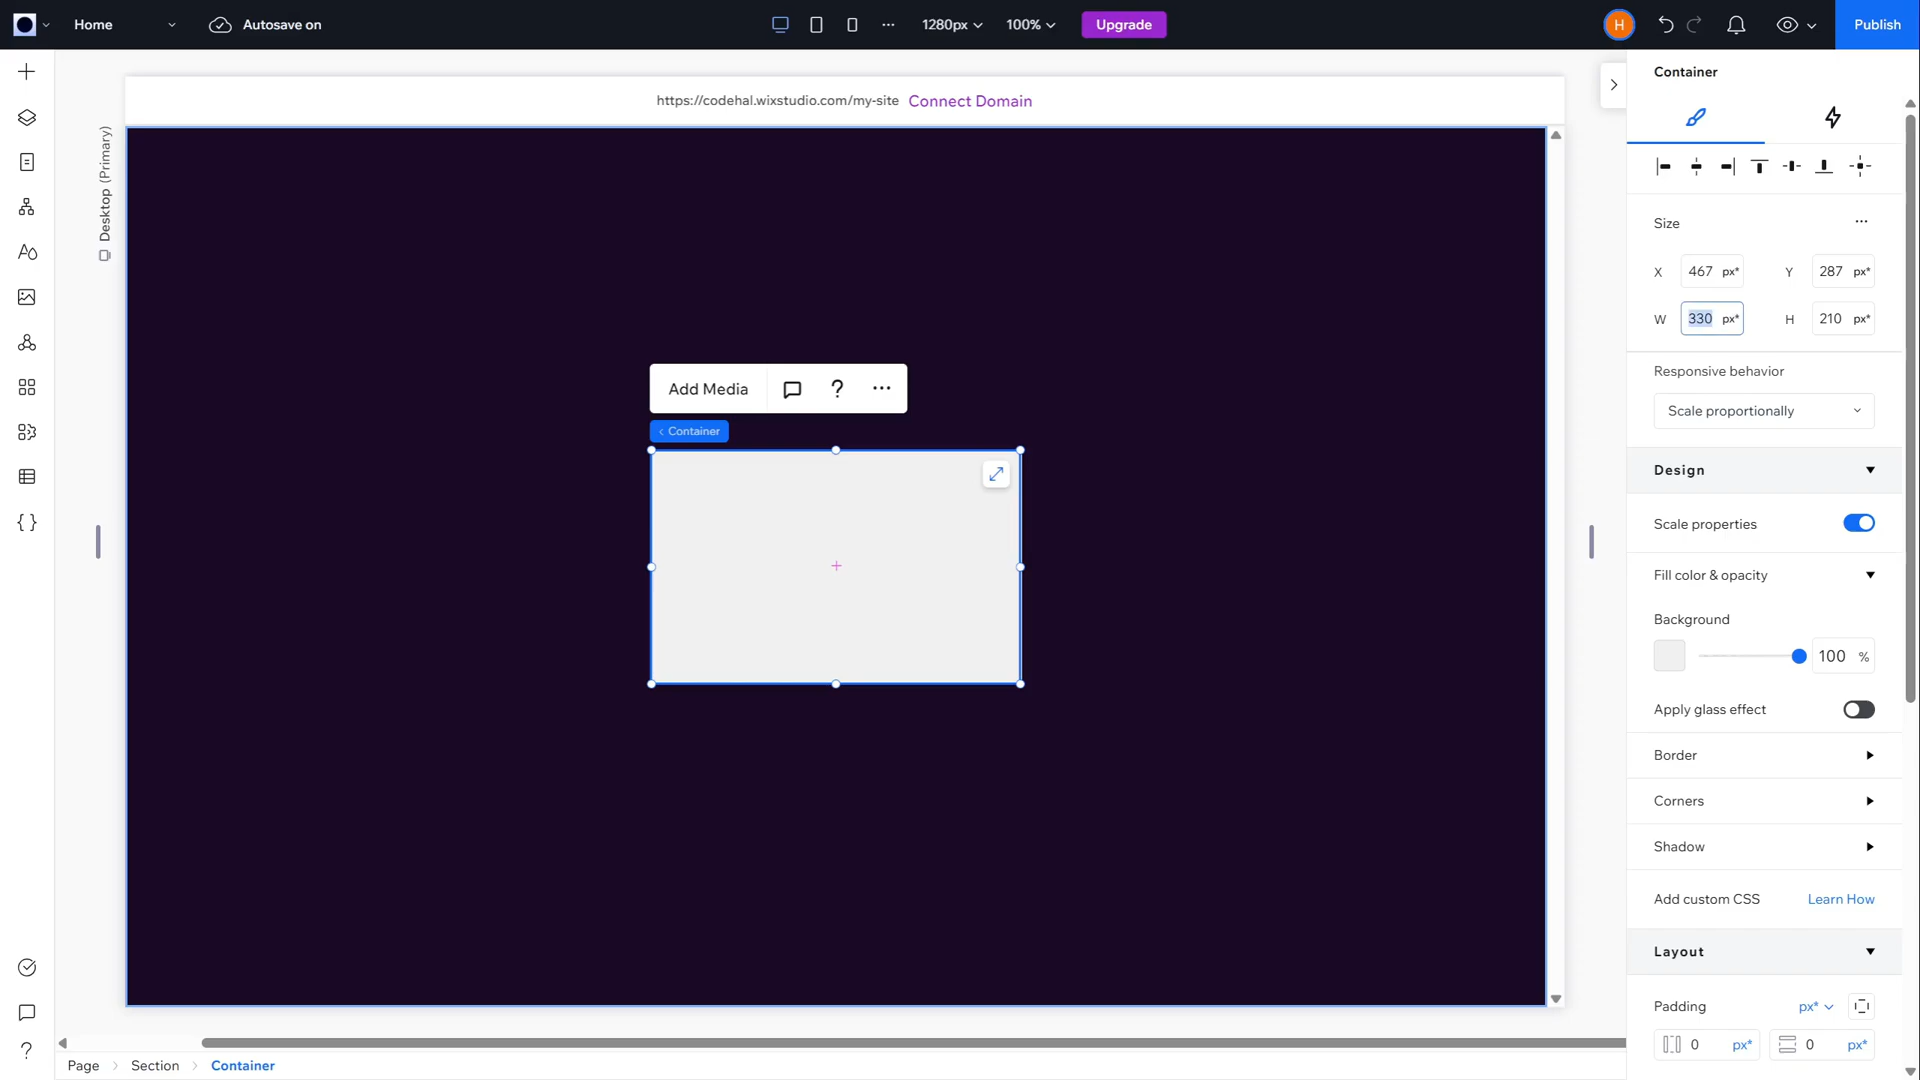 Home
Autosave on
1280px
100%
Upgrade
H
Publish
https://codehal.wixstudio.com/my-site Connect Domain
Desktop (Primary)
Add Media
?
< Container
Container
Size
X 467 px* Y 287 px*
W 330 px* H 210 px*
Responsive behavior
Scale proportionally
Design
Scale properties
Fill color & opacity
Background
100 %
Apply glass effect
Border
Corners
Shadow
Add custom CSS Learn How
Layout
Padding px*
0 px* 0 px*
Page > Section > Container